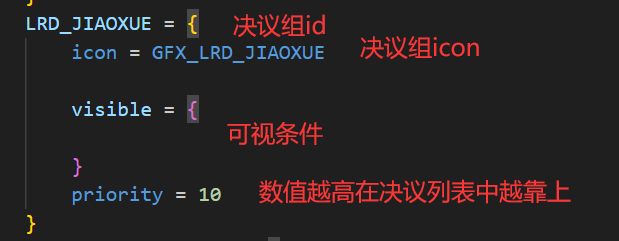 LRD_JIAOXUE = { 决议组id
icon = GFX_LRD_JIAOXUE 决议组icon
visible = {
可视条件
}
priority = 10 数值越高在决议列表中越靠上
}